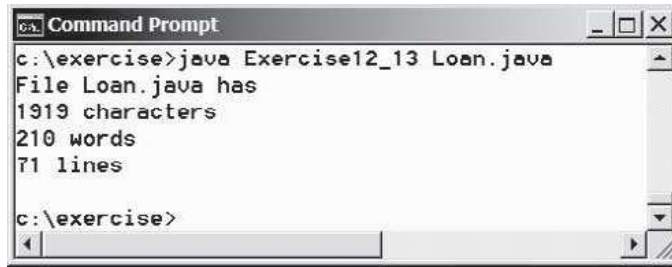 C:\. Command Prompt
c:\exercise>java Exercise12_13 Loan.java
File Loan.java has
1919 characters
210 words
71 lines
c:\exercise>